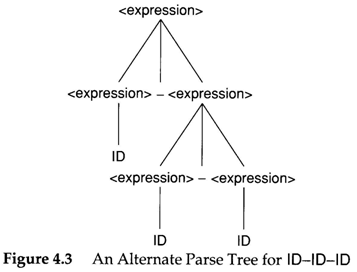 <expression>
<expression> – <expression>
ID
<expression> – <expression>
ID ID
Figure 4.3 An Alternate Parse Tree for ID–ID–ID